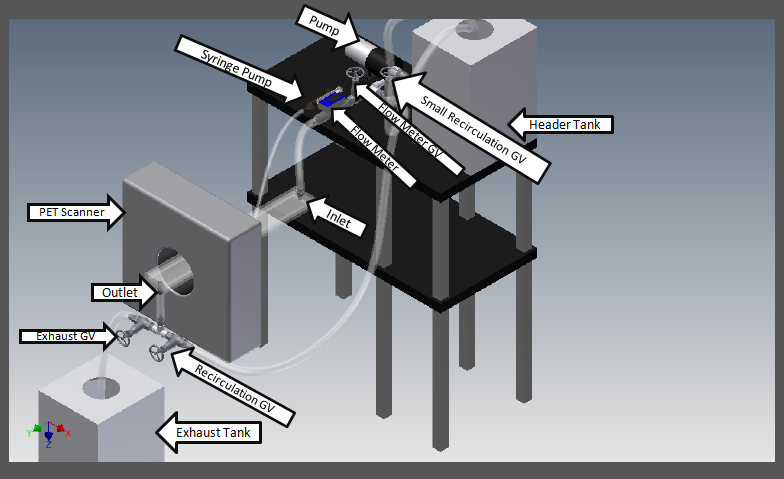 Pump
Syringe Pump
Small Recirculation GV
Flow Meter GV
Flow Meter
Header Tank
PET Scanner
Inlet
Outlet
Exhaust GV
Recirculation GV
Exhaust Tank
Y
X
Z